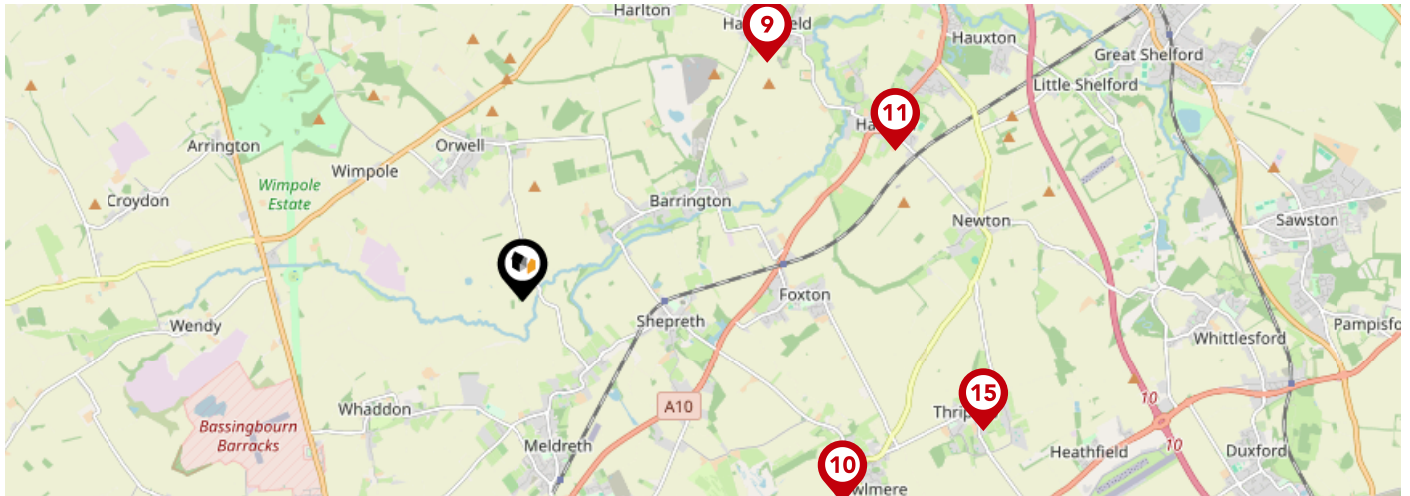 Harlton
9
Hauxton
Great Shelford
Little Shelford
11
Arrington
Orwell
Wimpole
Wimpole
Estate
Croydon
Barrington
Newton
Sawston
Foxton
Shepreth
Wendy
Whittlesford
10
15
Whaddon
A10
Bassingbourn
Barracks
Meldreth
10
10
Heathfield
Duxford